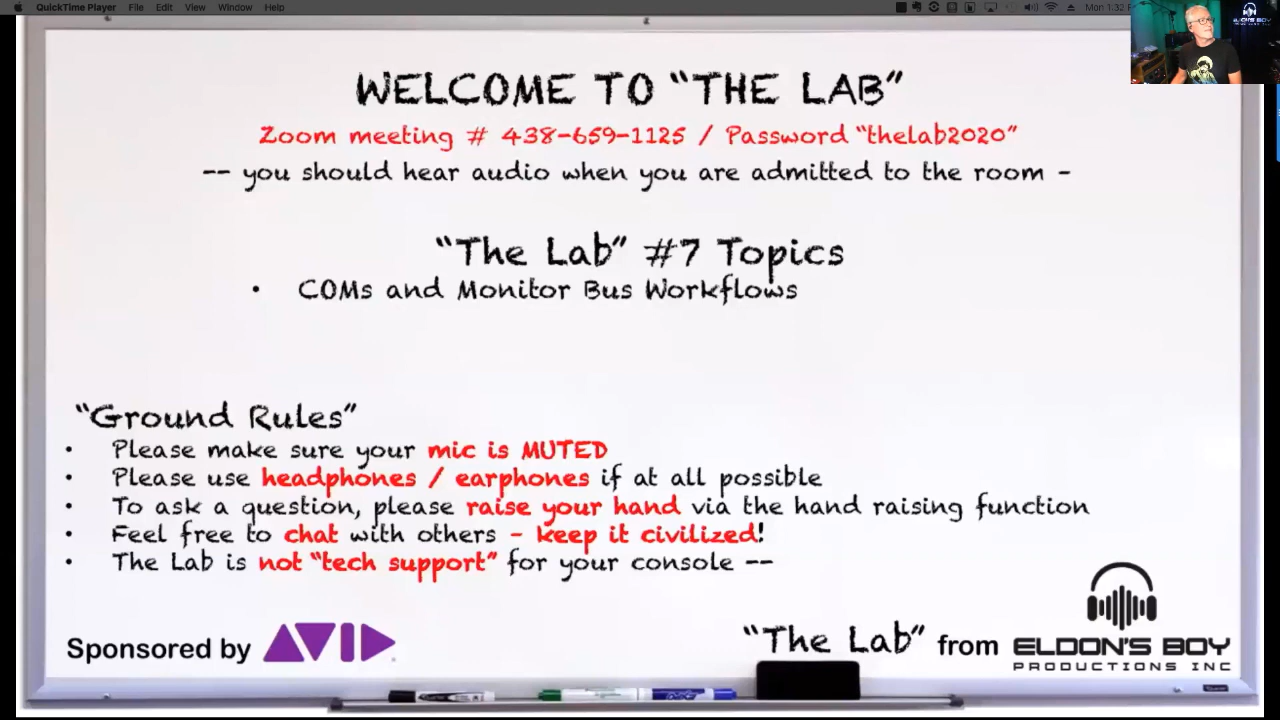 QuickTime Player File Edit View Window Help Mon 1:32
WELCOME TO “THE LAB”
Zoom meeting # 438-659-1125 / Password “thelab2020”
-- you should hear audio when you are admitted to the room -
“The Lab” #7 Topics
• COMs and Monitor Bus Workflows
“Ground Rules”
• Please make sure your mic is MUTED
• Please use headphones / earphones if at all possible
• To ask a question, please raise your hand via the hand raising function
• Feel free to chat with others – keep it civilized!
• The Lab is not “tech support” for your console --
Sponsored by AVID
“The Lab” from ELDON'S BOY
PRODUCTIONS INC